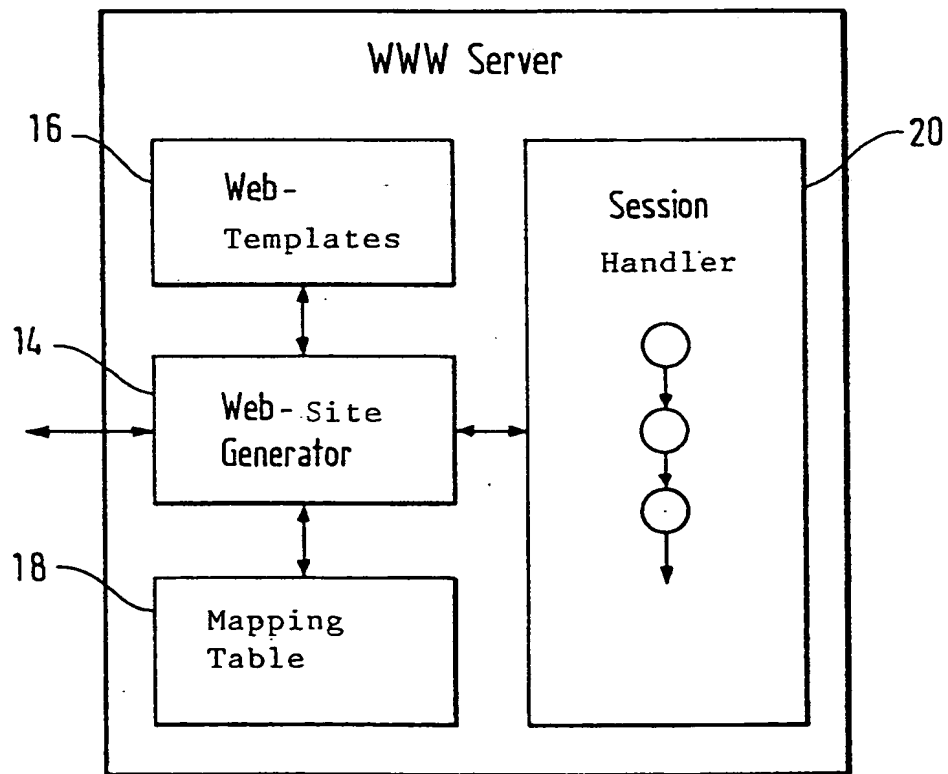 WWW Server
16
20
Web-
Templates
Session
Handler
14
Web-Site
Generator
18
Mapping
Table